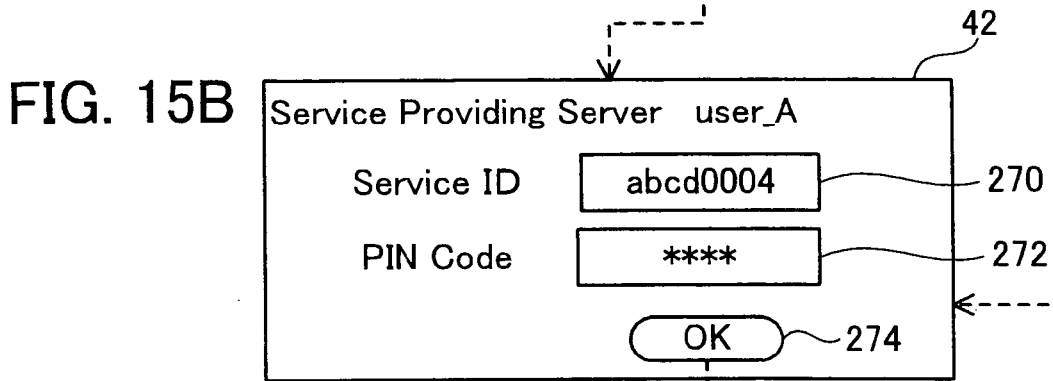 42
FIG. 15B
Service Providing Server user_A
Service ID abcd0004 270
PIN Code **** 272
OK 274